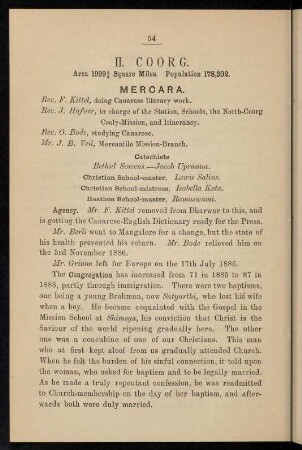 54
II. COORG.
Area 1999¾ Square Miles. Population 178,302.
MERCARA.
Rev. F. Kittel, doing Canarese literary work.
Rev. J. Hafner, in charge of the Station, Schools, the North-Coorg
Cooly-Mission, and Itinerancy.
Rev. O. Bode, studying Canarese.
Mr. J. B. Veil, Mercantile Mission-Branch.
Catechists
Bethel Sowens.—Jacob Upranna.
Christian School-master, Lewis Salins.
Christian School-mistress, Isabella Kota.
Heathen School-master, Ramaswami.
Agency. Mr. F. Kittel removed from Dharwar to this, and
is getting the Canarese-English Dictionary ready for the Press.
Mr. Berli went to Mangalore for a change, but the state of
his health prevented his return. Mr. Bode relieved him on
the 3rd November 1886.
Mr. Grimm left for Europe on the 17th July 1886.
The Congregation has increased from 71 in 1885 to 87 in
1886, partly through immigration. There were two baptisms,
one being a young Brahman, now Satyarthi, who lost his wife
when a boy. He became acquainted with the Gospel in the
Mission School at Shimoga, his conviction that Christ is the
Saviour of the world ripening gradually here. The other
one was a concubine of one of our Christians. This man
who at first kept aloof from us gradually attended Church.
When he felt the burden of his sinful connection, it told upon
the woman, who asked for baptism and to be legally married.
As he made a truly repentant confession, he was readmitted
to Church-membership on the day of her baptism, and after-
wards both were duly married.